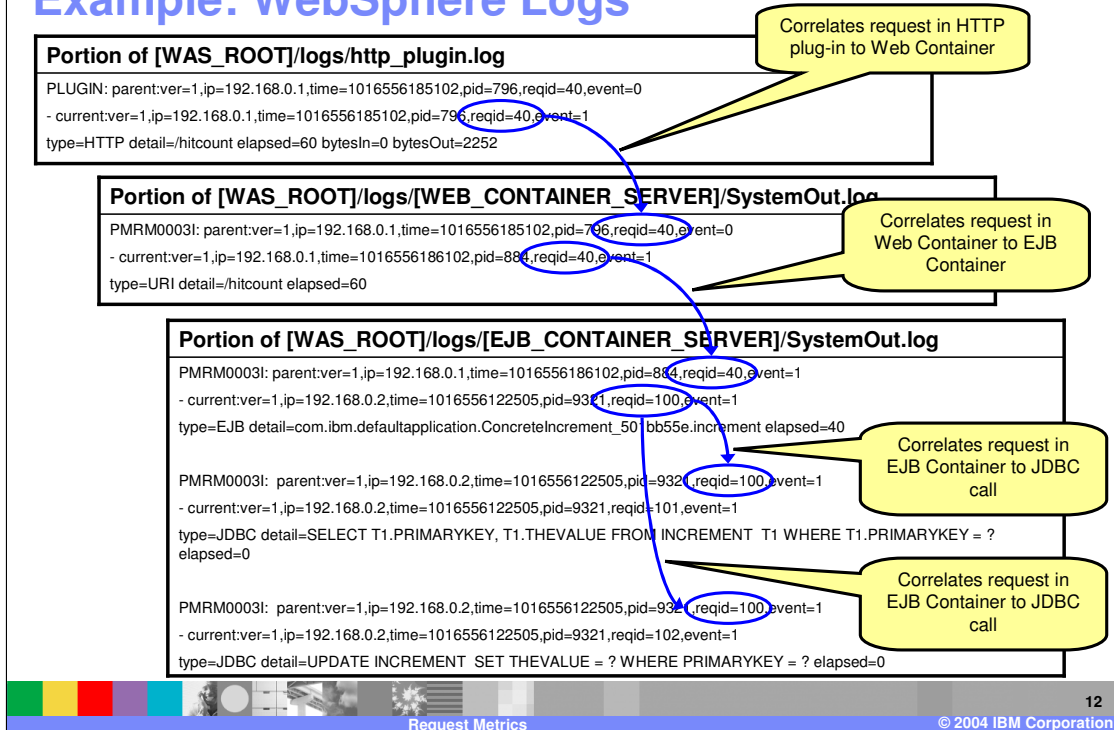 Example: WebSphere Logs
Correlates request in HTTP
plug-in to Web Container
Portion of [WAS_ROOT]/logs/http_plugin.log
PLUGIN: parent:ver=1,ip=192.168.0.1,time=1016556185102,pid=796,reqid=40,event=0
- current:ver=1,ip=192.168.0.1,time=1016556185102,pid=796,reqid=40,event=1
type=HTTP detail=/hitcount elapsed=60 bytesIn=0 bytesOut=2252
Portion of [WAS_ROOT]/logs/[WEB_CONTAINER_SERVER]/SystemOut.log
PMRM0003I: parent:ver=1,ip=192.168.0.1,time=1016556185102,pid=796,reqid=40,event=0
- current:ver=1,ip=192.168.0.1,time=1016556186102,pid=884,reqid=40,event=1
type=URI detail=/hitcount elapsed=60
Correlates request in
Web Container to EJB
Container
Portion of [WAS_ROOT]/logs/[EJB_CONTAINER_SERVER]/SystemOut.log
PMRM0003I: parent:ver=1,ip=192.168.0.1,time=1016556186102,pid=884,reqid=40,event=1
- current:ver=1,ip=192.168.0.2,time=1016556122505,pid=9321,reqid=100,event=1
type=EJB detail=com.ibm.defaultapplication.ConcreteIncrement_501bb55e.increment elapsed=40
Correlates request in
EJB Container to JDBC
call
PMRM0003I: parent:ver=1,ip=192.168.0.2,time=1016556122505,pid=9321,reqid=100,event=1
- current:ver=1,ip=192.168.0.2,time=1016556122505,pid=9321,reqid=101,event=1
type=JDBC detail=SELECT T1.PRIMARYKEY, T1.THEVALUE FROM INCREMENT T1 WHERE T1.PRIMARYKEY = ?
elapsed=0
Correlates request in
EJB Container to JDBC
call
PMRM0003I: parent:ver=1,ip=192.168.0.2,time=1016556122505,pid=9321,reqid=100,event=1
- current:ver=1,ip=192.168.0.2,time=1016556122505,pid=9321,reqid=102,event=1
type=JDBC detail=UPDATE INCREMENT SET THEVALUE = ? WHERE PRIMARYKEY = ? elapsed=0
12
Request Metrics
© 2004 IBM Corporation